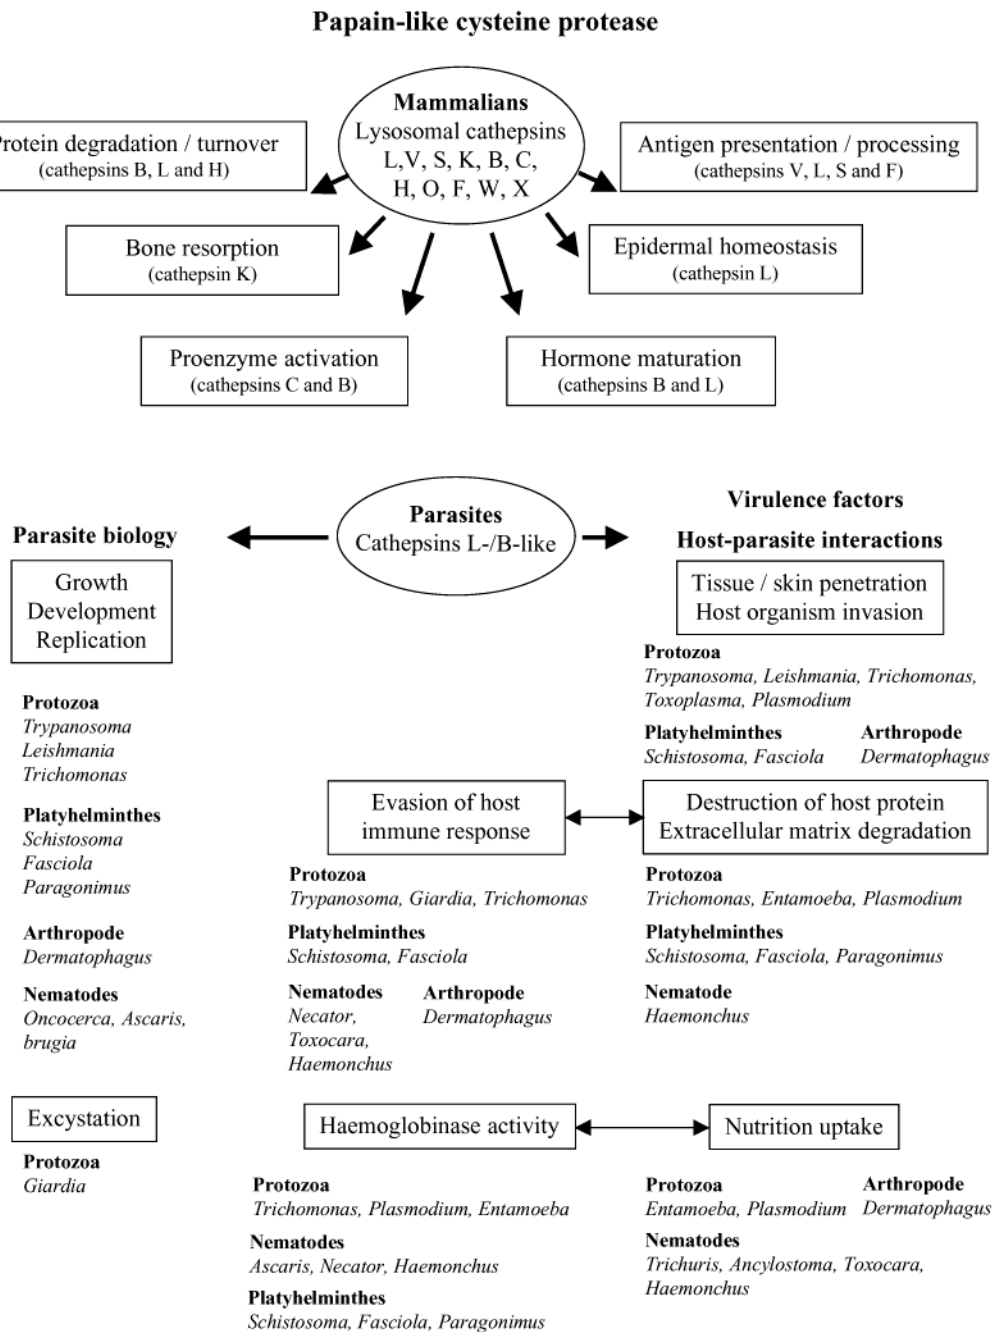 Papain-like cysteine protease
Mammalians
Lysosomal cathepsins
L,V, S, K, B, C,
H, O, F, W, X
rotein degradation / turnover
(cathepsins B, L and H)
Antigen presentation / processing
(cathepsins V, L, S and F)
Bone resorption
(cathepsin K)
Epidermal homeostasis
(cathepsin L)
Proenzyme activation
(cathepsins C and B)
Hormone maturation
(cathepsins B and L)
Parasites
Cathepsins L-/B-like
Parasite biology
Growth
Development
Replication
Protozoa
Trypanosoma
Leishmania
Trichomonas
Platyhelminthes
Schistosoma
Fasciola
Paragonimus
Arthropode
Dermatophagus
Nematodes
Oncocerca, Ascaris,
brugia
Excystation
Protozoa
Giardia
Virulence factors
Host-parasite interactions
Tissue / skin penetration
Host organism invasion
Protozoa
Trypanosoma, Leishmania, Trichomonas,
Toxoplasma, Plasmodium
Platyhelminthes
Schistosoma, Fasciola
Arthropode
Dermatophagus
Evasion of host
immune response
Protozoa
Trypanosoma, Giardia, Trichomonas
Platyhelminthes
Schistosoma, Fasciola
Nematodes
Necator,
Toxocara,
Haemonchus
Arthropode
Dermatophagus
Destruction of host protein
Extracellular matrix degradation
Protozoa
Trichomonas, Entamoeba, Plasmodium
Platyhelminthes
Schistosoma, Fasciola, Paragonimus
Nematode
Haemonchus
Haemoglobinase activity
Protozoa
Trichomonas, Plasmodium, Entamoeba
Nematodes
Ascaris, Necator, Haemonchus
Platyhelminthes
Schistosoma, Fasciola, Paragonimus
Nutrition uptake
Protozoa
Entamoeba, Plasmodium
Arthropode
Dermatophagus
Nematodes
Trichuris, Ancylostoma, Toxocara,
Haemonchus